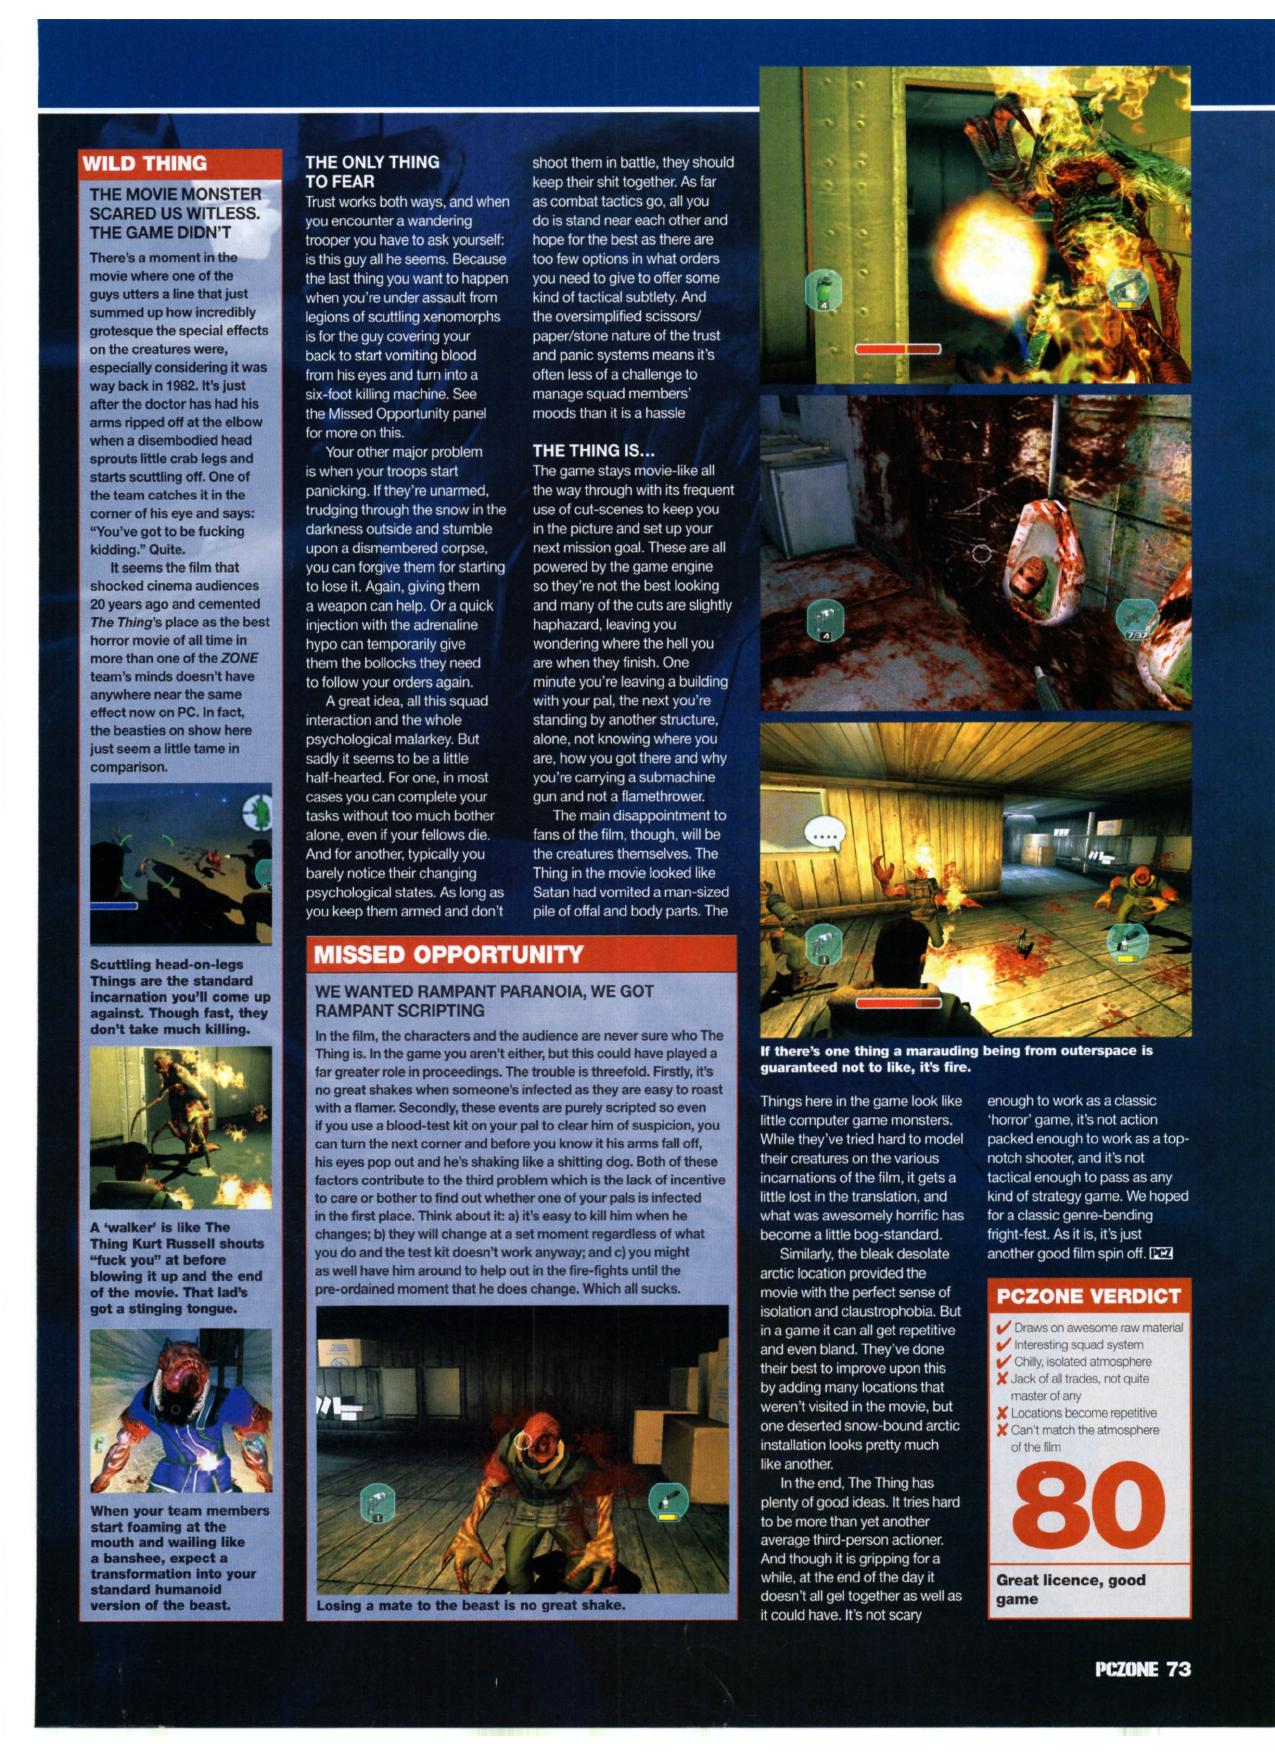 WILD THING
THE MOVIE MONSTER
SCARED US WITLESS.
THE GAME DIDN'T
There's a moment in the
movie where one of the
guys utters a line that just
summed up how incredibly
grotesque the special effects
on the creatures were,
especially considering it was
way back in 1982. It's just
after the doctor has had his
arms ripped off at the elbow
when a disembodied head
sprouts little crab legs and
starts scuttling off. One of
the team catches it in the
corner of his eye and says:
“You've got to be fucking
kidding.” Quite.
It seems the film that
shocked cinema audiences
20 years ago and cemented
The Thing's place as the best
horror movie of all time in
more than one of the ZONE
team's minds doesn't have
anywhere near the same
effect now on PC. In fact,
the beasties on show here
just seem a little tame in
comparison.
Scuttling head-on-legs
Things are the standard
incarnation you'll come up
against. Though fast, they
don't take much killing.
A ‘walker’ is like The
Thing Kurt Russell shouts
“fuck you” at before
blowing it up and the end
of the movie. That lad's
got a stinging tongue.
When your team members
start foaming at the
mouth and wailing like
a banshee, expect a
transformation into your
standard humanoid
version of the beast.
THE ONLY THING
TO FEAR
Trust works both ways, and when
you encounter a wandering
trooper you have to ask yourself:
is this guy all he seems. Because
the last thing you want to happen
when you're under assault from
legions of scuttling xenomorphs
is for the guy covering your
back to start vomiting blood
from his eyes and turn into a
six-foot killing machine. See
the Missed Opportunity panel
for more on this.
Your other major problem
is when your troops start
panicking. If they're unarmed,
trudging through the snow in the
darkness outside and stumble
upon a dismembered corpse,
you can forgive them for starting
to lose it. Again, giving them
a weapon can help. Or a quick
injection with the adrenaline
hypo can temporarily give
them the bollocks they need
to follow your orders again.
A great idea, all this squad
interaction and the whole
psychological malarkey. But
sadly it seems to be a little
half-hearted. For one, in most
cases you can complete your
tasks without too much bother
alone, even if your fellows die.
And for another, typically you
barely notice their changing
psychological states. As long as
you keep them armed and don't
shoot them in battle, they should
keep their shit together. As far
as combat tactics go, all you
do is stand near each other and
hope for the best as there are
too few options in what orders
you need to give to offer some
kind of tactical subtlety. And
the oversimplified scissors/
paper/stone nature of the trust
and panic systems means it's
often less of a challenge to
manage squad members'
moods than it is a hassle
THE THING IS...
The game stays movie-like all
the way through with its frequent
use of cut-scenes to keep you
in the picture and set up your
next mission goal. These are all
powered by the game engine
so they're not the best looking
and many of the cuts are slightly
haphazard, leaving you
wondering where the hell you
are when they finish. One
minute you're leaving a building
with your pal, the next you're
standing by another structure,
alone, not knowing where you
are, how you got there and why
you're carrying a submachine
gun and not a flamethrower.
The main disappointment to
fans of the film, though, will be
the creatures themselves. The
Thing in the movie looked like
Satan had vomited a man-sized
pile of offal and body parts. The
MISSED OPPORTUNITY
WE WANTED RAMPANT PARANOIA, WE GOT
RAMPANT SCRIPTING
In the film, the characters and the audience are never sure who The
Thing is. In the game you aren't either, but this could have played a
far greater role in proceedings. The trouble is threefold. Firstly, it's
no great shakes when someone's infected as they are easy to roast
with a flamer. Secondly, these events are purely scripted so even
if you use a blood-test kit on your pal to clear him of suspicion, you
can turn the next corner and before you know it his arms fall off,
his eyes pop out and he's shaking like a shitting dog. Both of these
factors contribute to the third problem which is the lack of incentive
to care or bother to find out whether one of your pals is infected
in the first place. Think about it: a) it's easy to kill him when he
changes; b) they will change at a set moment regardless of what
you do and the test kit doesn't work anyway; and c) you might
as well have him around to help out in the fire-fights until the
pre-ordained moment that he does change. Which all sucks.
1
Losing a mate to the beast is no great shake.
4
4
7/37
....
1
If there's one thing a marauding being from outerspace is
guaranteed not to like, it's fire.
Things here in the game look like
little computer game monsters.
While they've tried hard to model
their creatures on the various
incarnations of the film, it gets a
little lost in the translation, and
what was awesomely horrific has
become a little bog-standard.
Similarly, the bleak desolate
arctic location provided the
movie with the perfect sense of
isolation and claustrophobia. But
in a game it can all get repetitive
and even bland. They've done
their best to improve upon this
by adding many locations that
weren't visited in the movie, but
one deserted snow-bound arctic
installation looks pretty much
like another.
In the end, The Thing has
plenty of good ideas. It tries hard
to be more than yet another
average third-person actioner.
And though it is gripping for a
while, at the end of the day it
doesn't all gel together as well as
it could have. It's not scary
enough to work as a classic
‘horror’ game, it's not action
packed enough to work as a top-
notch shooter, and it's not
tactical enough to pass as any
kind of strategy game. We hoped
for a classic genre-bending
fright-fest. As it is, it's just
another good film spin off. PCZ
PCZONE VERDICT
✓ Draws on awesome raw material
✓ Interesting squad system
✓ Chilly, isolated atmosphere
✗ Jack of all trades, not quite
master of any
✗ Locations become repetitive
✗ Can't match the atmosphere
of the film
80
Great licence, good
game
PCZONE 73